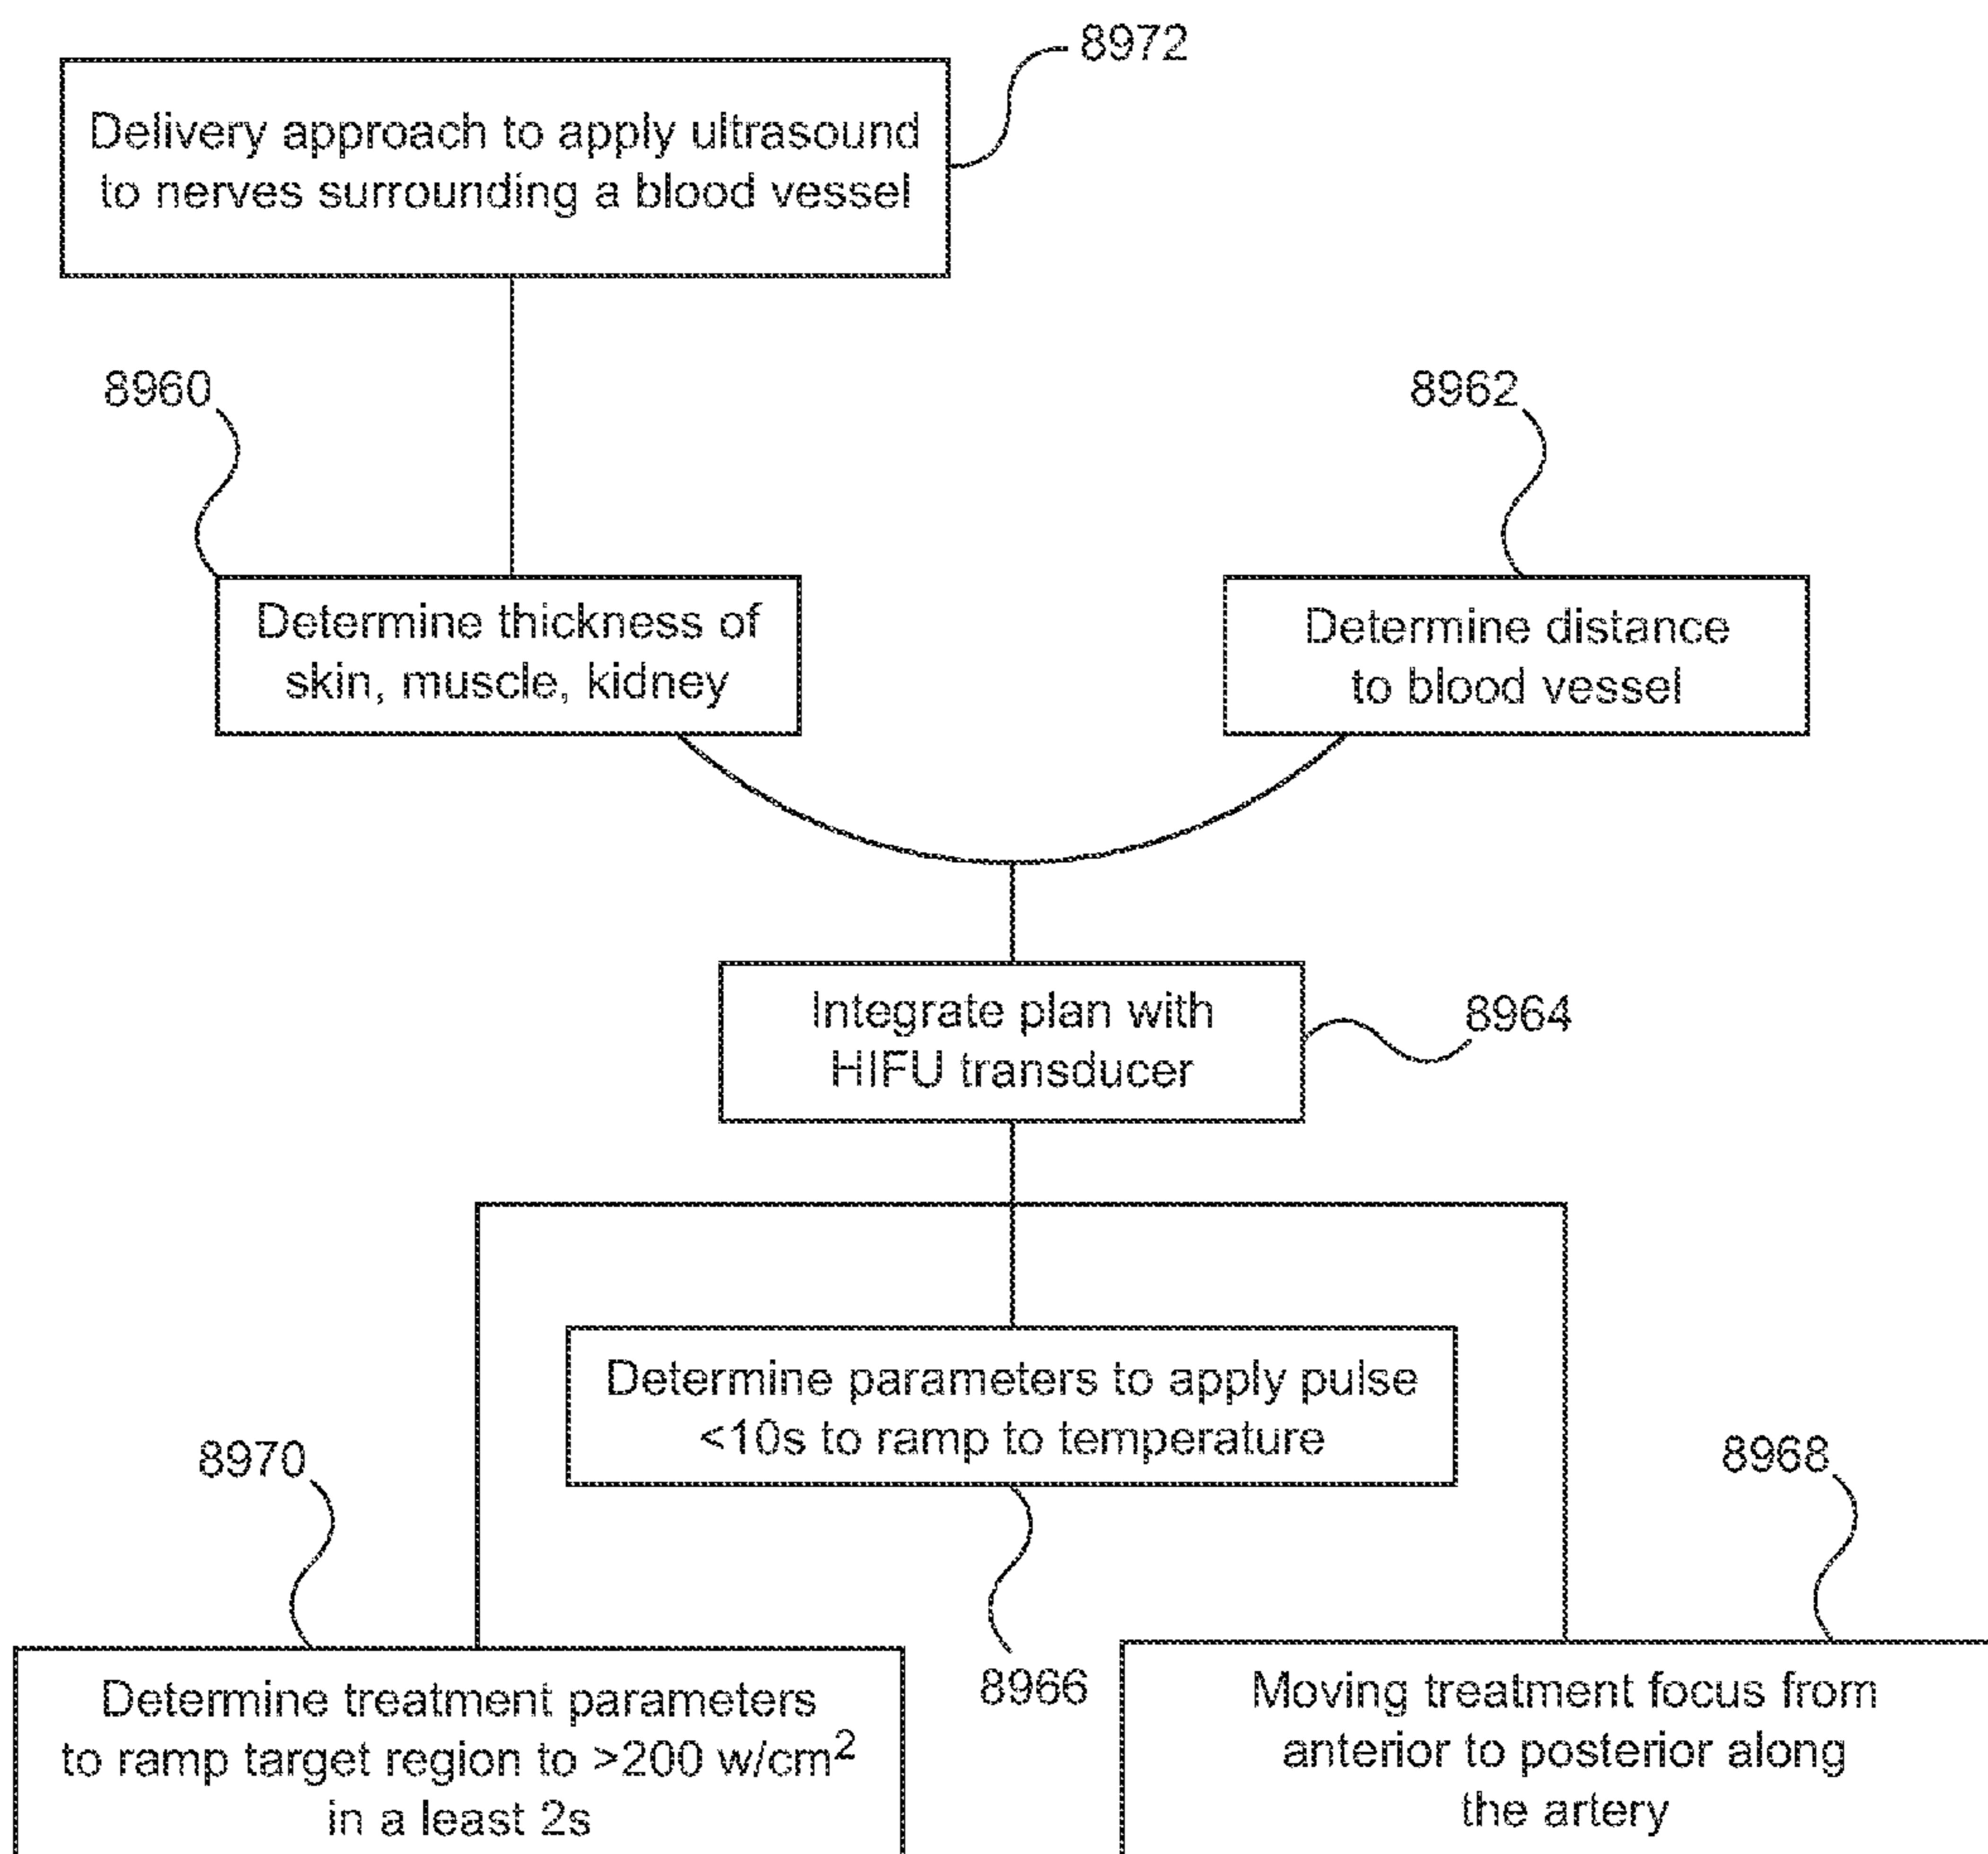 8972
Delivery approach to apply ultrasound
to nerves surrounding a blood vessel
8960
8962
Determine thickness of
skin, muscle, kidney
Determine distance
to blood vessel
Integrate plan with
HIFU transducer
8964
Determine parameters to apply pulse
<10s to ramp to temperature
8970
8968
8966
Determine treatment parameters
to ramp target region to >200 w/cm²
in a least 2s
Moving treatment focus from
anterior to posterior along
the artery